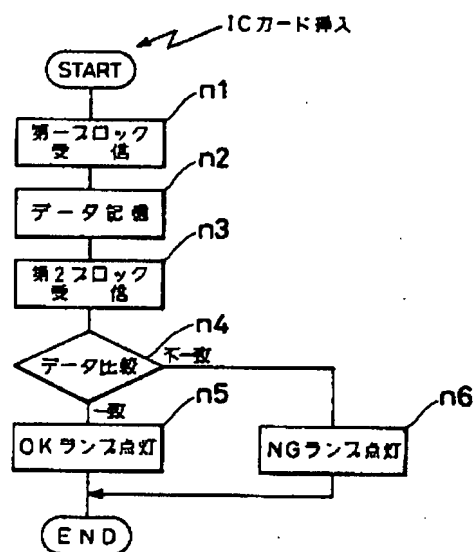 ICカード挿入
START
n1
第一ブロック
受 信
n2
データ記憶
n3
第2ブロック
受 信
n4
データ比較
不一致
一致
n5
OKランプ点灯
n6
NGランプ点灯
END